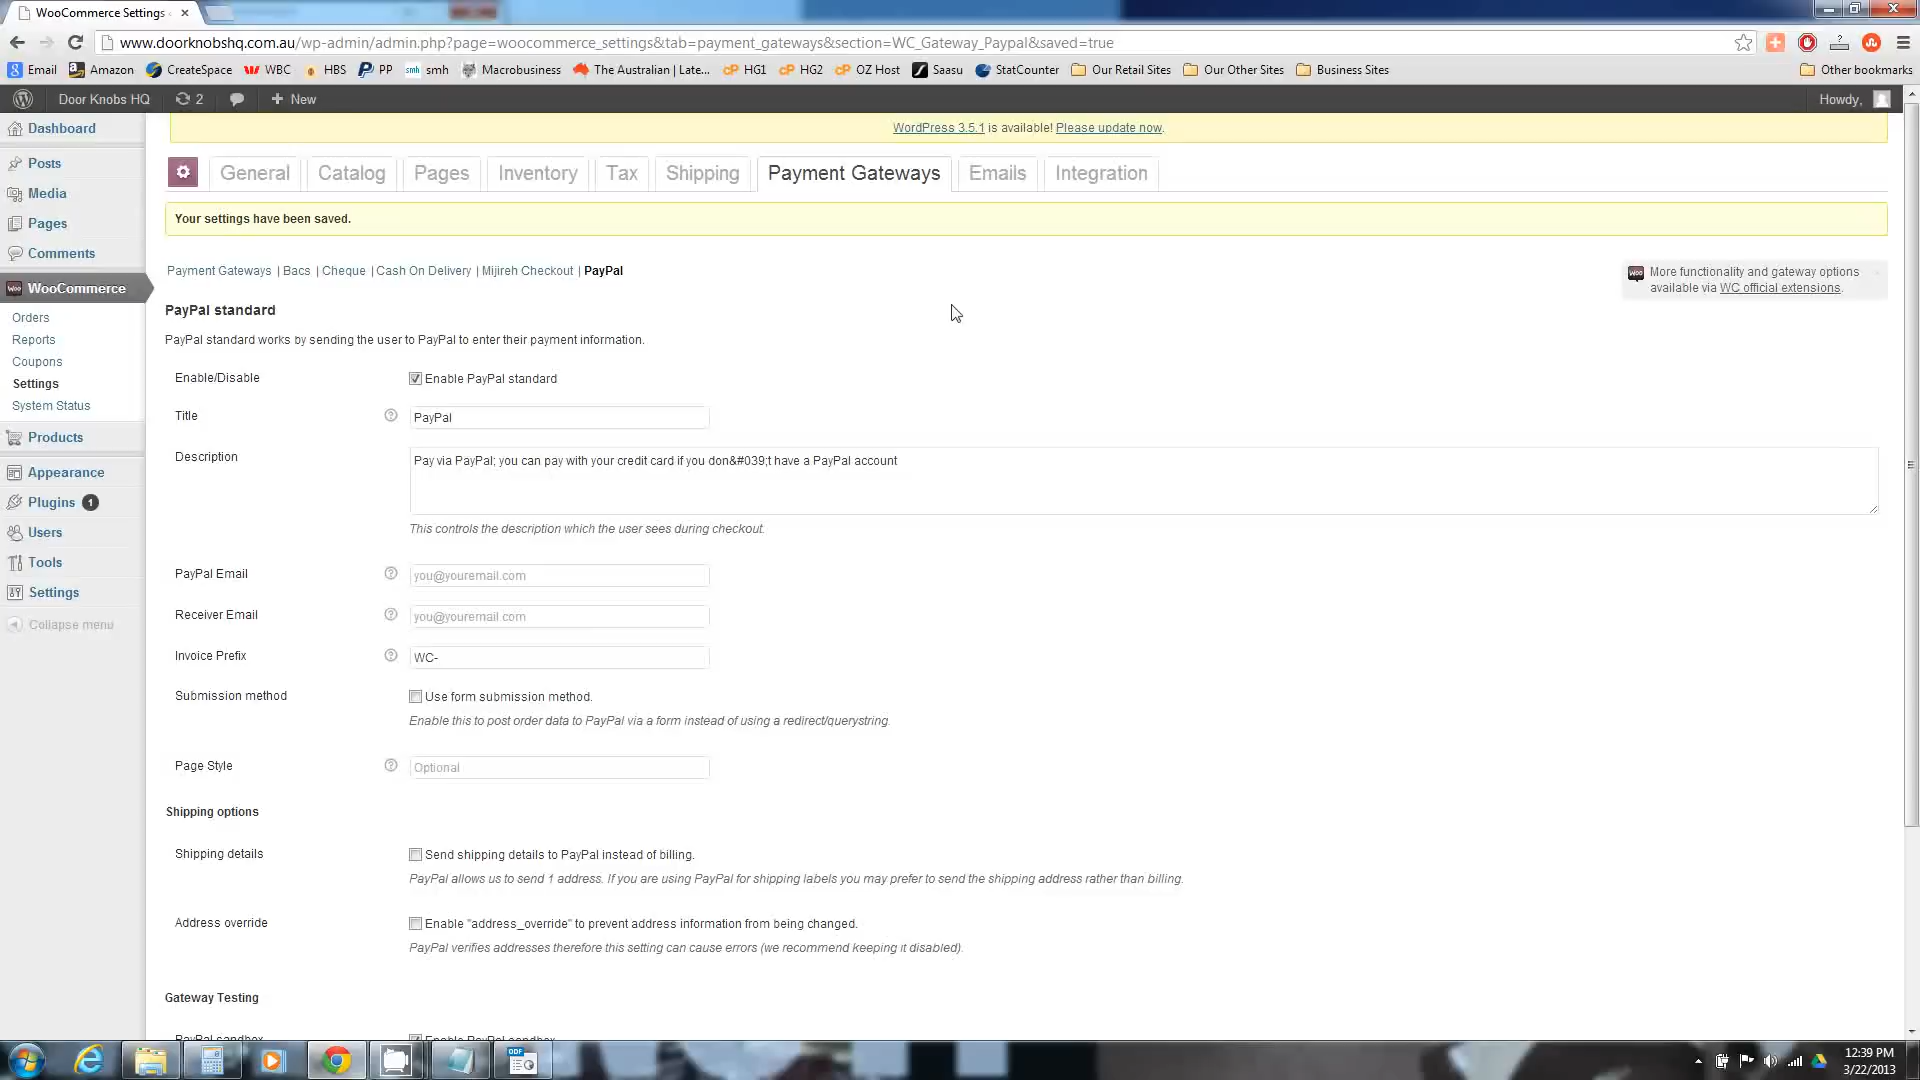 WooCommerce Settings
www.doorknobshq.com.au/wp-admin/admin.php?page=woocommerce_settings&tab=payment_gateways&section=WC_Gateway_Paypal&saved=true
Email Amazon CreateSpace WBC HBS PP smh smh Macrobusiness The Australian | Late... cP HG1 cP HG2 cP OZ Host Saasu StatCounter Our Retail Sites Our Other Sites Business Sites Other bookmarks
Door Knobs HQ 2 + New Howdy,
WordPress 3.5.1 is available! Please update now.
Dashboard
Posts
Media
Pages
Comments
WooCommerce
Orders
Reports
Coupons
Settings
System Status
Products
Appearance
Plugins 1
Users
Tools
Settings
Collapse menu
General Catalog Pages Inventory Tax Shipping Payment Gateways Emails Integration
Your settings have been saved.
Payment Gateways | Bacs | Cheque | Cash On Delivery | Mijireh Checkout | PayPal
Woo More functionality and gateway options
available via WC official extensions.
PayPal standard
PayPal standard works by sending the user to PayPal to enter their payment information.
Enable/Disable Enable PayPal standard
Title PayPal
Description Pay via PayPal; you can pay with your credit card if you don&#039;t have a PayPal account
This controls the description which the user sees during checkout.
PayPal Email you@youremail.com
Receiver Email you@youremail.com
Invoice Prefix WC-
Submission method Use form submission method.
Enable this to post order data to PayPal via a form instead of using a redirect/querystring.
Page Style Optional
Shipping options
Shipping details Send shipping details to PayPal instead of billing.
PayPal allows us to send 1 address. If you are using PayPal for shipping labels you may prefer to send the shipping address rather than billing.
Address override Enable "address_override" to prevent address information from being changed.
PayPal verifies addresses therefore this setting can cause errors (we recommend keeping it disabled).
Gateway Testing
PayPal sandbox Enable PayPal sandbox
12:39 PM
3/22/2013